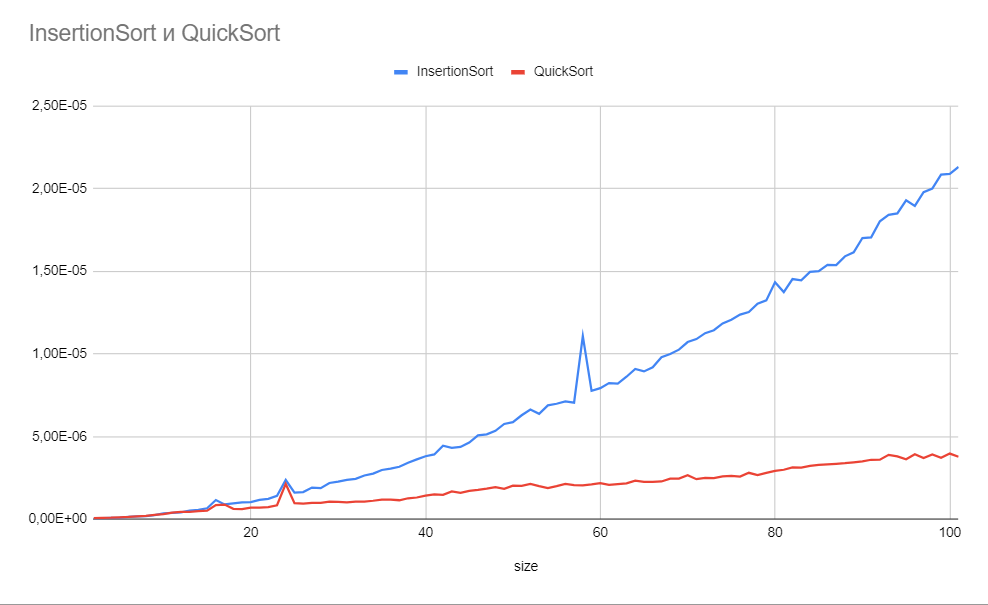 InsertionSort и QuickSort
InsertionSort QuickSort
2,50E-05
2,00E-05
1,50E-05
1,00E-05
5,00E-06
0,00E+00
20 40 60 80 100
size